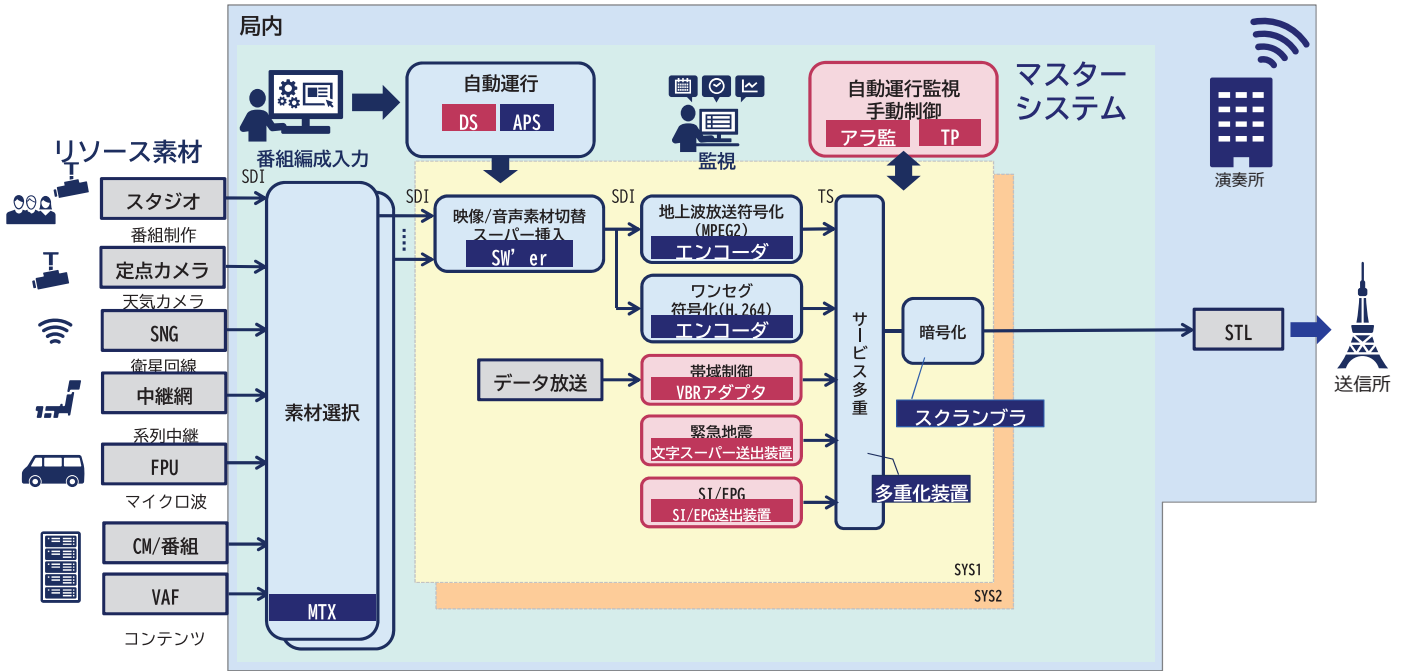 局内
マスター
システム
演奏所
リソース素材
SDI
スタジオ
番組制作
定点カメラ
天気カメラ
SNG
衛星回線
中継網
系列中継
FPU
マイクロ波
CM/番組
VAF
コンテンツ
番組編成入力
素材選択
MTX
自動運行
DS
APS
監視
自動運行監視
手動制御
アラ監
TP
SDI
映像/音声素材切替
スーパー挿入
SW’er
SDI
地上波放送符号化
(MPEG2)
エンコーダ
ワンセグ
符号化(H.264)
エンコーダ
データ放送
帯域制御
VBRアダプタ
緊急地震
文字スーパー送出装置
SI/EPG
SI/EPG送出装置
TS
サービス多重
多重化装置
暗号化
スクランブラ
SYS1
SYS2
STL
送信所